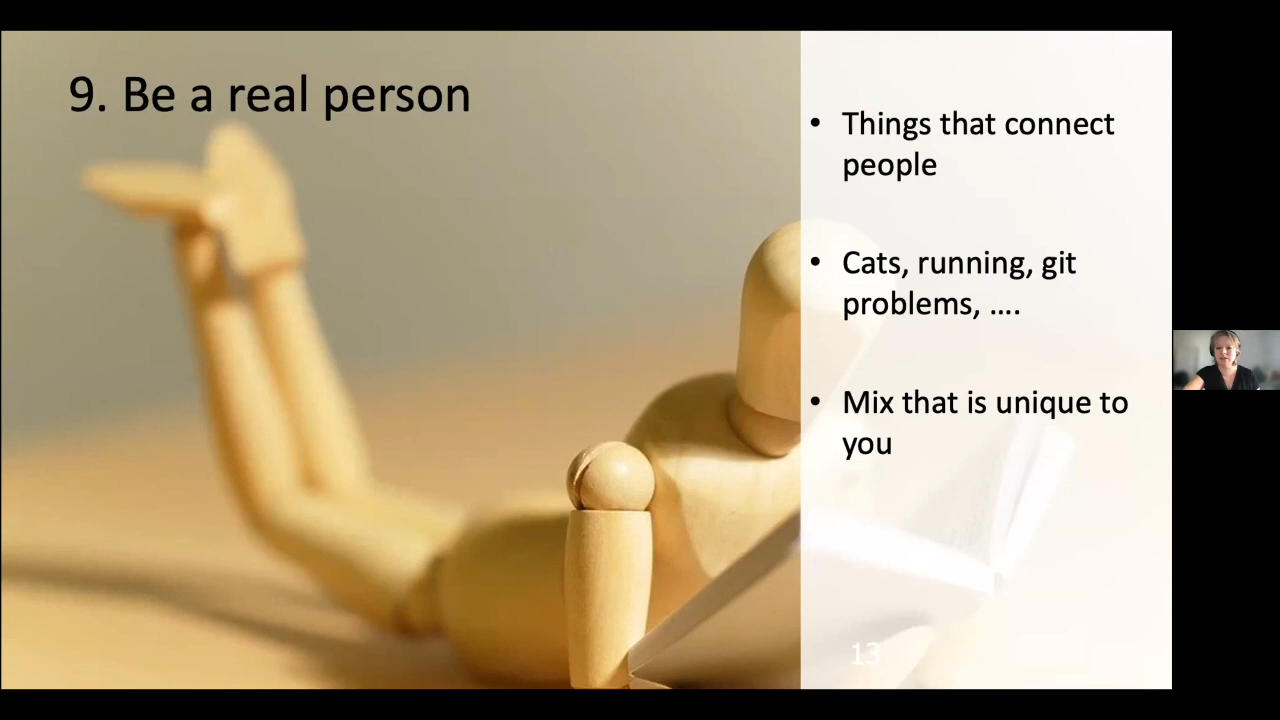 9. Be a real person
• Things that connect
people
• Cats, running, git
problems, ....
• Mix that is unique to
you
13